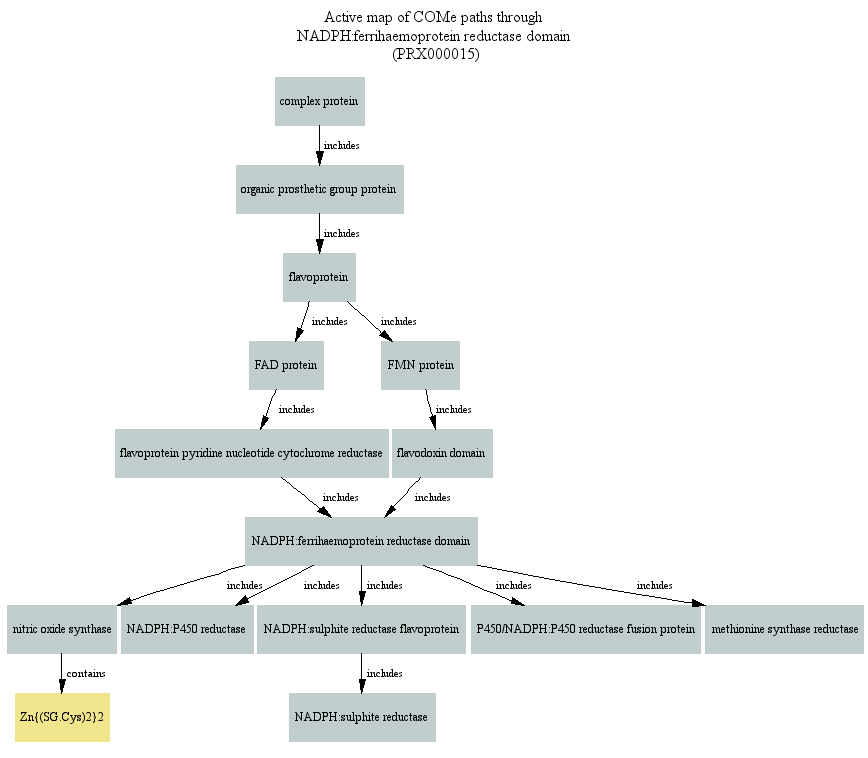 Active map of COMe paths through
NADPH:ferrihaemoprotein reductase domain
(PRX000015)
complex protein
includes
organic prosthetic group protein
includes
flavoprotein
includes
includes
FAD protein
FMN protein
includes
includes
flavoprotein pyridine nucleotide cytochrome reductase
flavodoxin domain
includes
includes
NADPH:ferrihaemoprotein reductase domain
includes
includes
includes
includes
includes
nitric oxide synthase
NADPH:P450 reductase
NADPH:sulphite reductase flavoprotein
P450/NADPH:P450 reductase fusion protein
methionine synthase reductase
contains
includes
Zn{(SG.Cys)2}2
NADPH:sulphite reductase